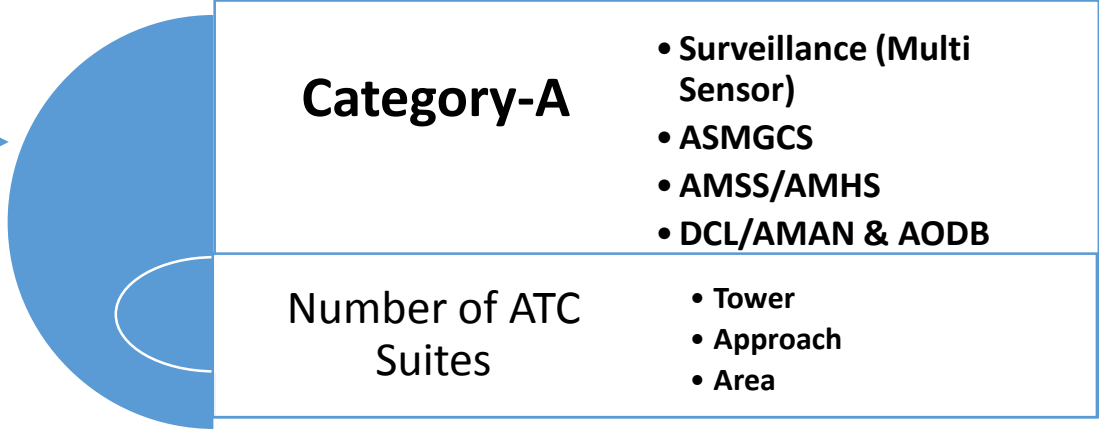 Category-A
• Surveillance (Multi
Sensor)
• ASMGCS
• AMSS/AMHS
• DCL/AMAN & AODB
Number of ATC
Suites
• Tower
• Approach
• Area